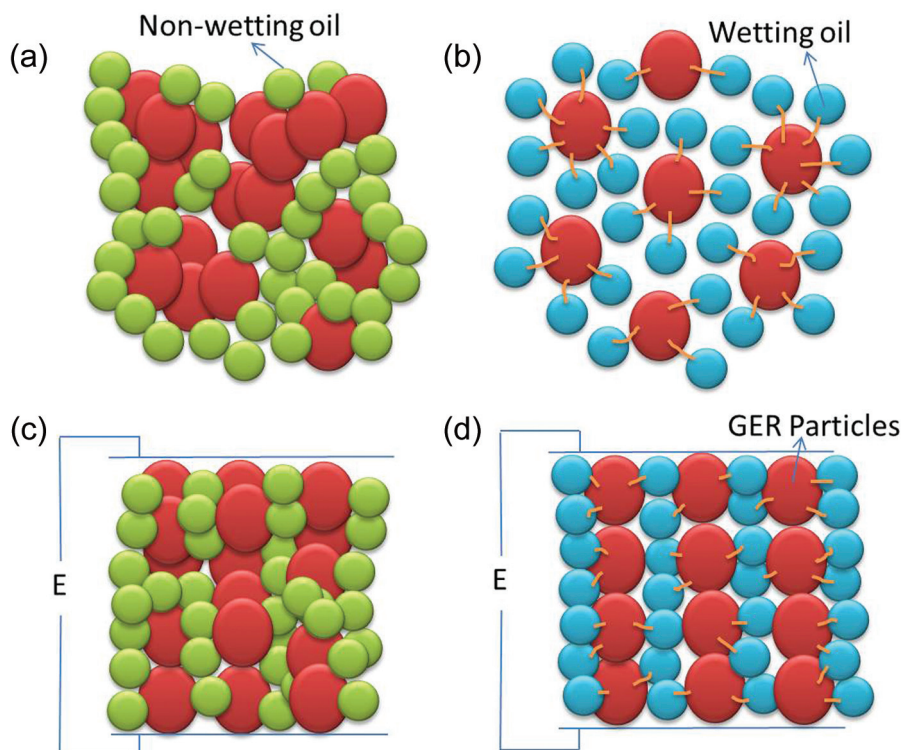 Non-wetting oil
(a)
Wetting oil
(b)
(c)
E
(d)
GER Particles
E